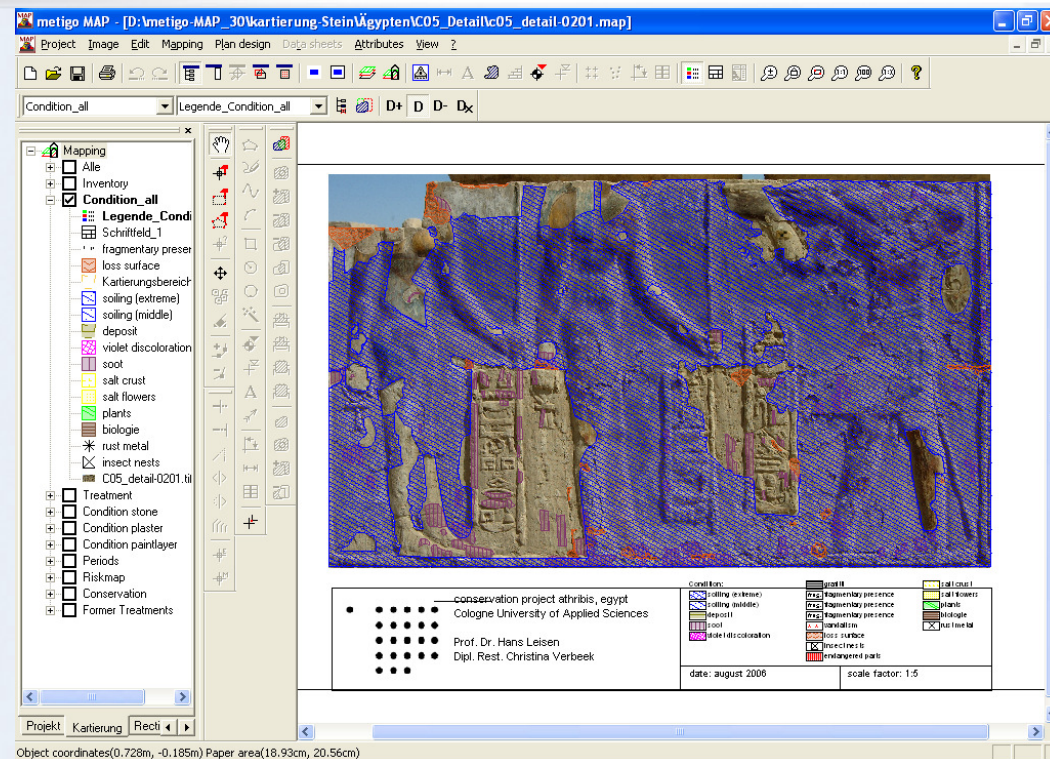 metigo MAP - [D:\metigo-MAP_30\kartierung-Stein\Ägypten\C05_Detail\c05_detail-0201.map]
Project Image Edit Mapping Plan design Data sheets Attributes View ?
Condition_all Legende_Condition_all D+ D D- Dx
Mapping
Alle
Inventory
Condition_all
Legende_Condi
Schriftfeld_1
fragmentary preser
loss surface
Kartierungsbereich
soiling (extreme)
soiling (middle)
deposit
violet discoloration
soot
salt crust
salt flowers
plants
biologie
rust metal
insect nests
C05_detail-0201.tif
Treatment
Condition stone
Condition plaster
Condition paintlayer
Periods
Riskmap
Conservation
Former Treatments
Projekt Kartierung Recti
conservation project athribis, egypt
Cologne University of Applied Sciences
Prof. Dr. Hans Leisen
Dipl. Rest. Christina Verbeek
Condition:
soiling (extreme)
soiling (middle)
deposit
soot
violet discoloration
graffiti
frag. fragmentary presence
frag. fragmentary presence
frag. fragmentary presence
vandalism
loss surface
insect nests
endangered parts
salt crust
salt flowers
plants
biologie
rust metal
date: august 2006
scale factor: 1:5
Object coordinates(0.728m, -0.185m) Paper area(18.93cm, 20.56cm)